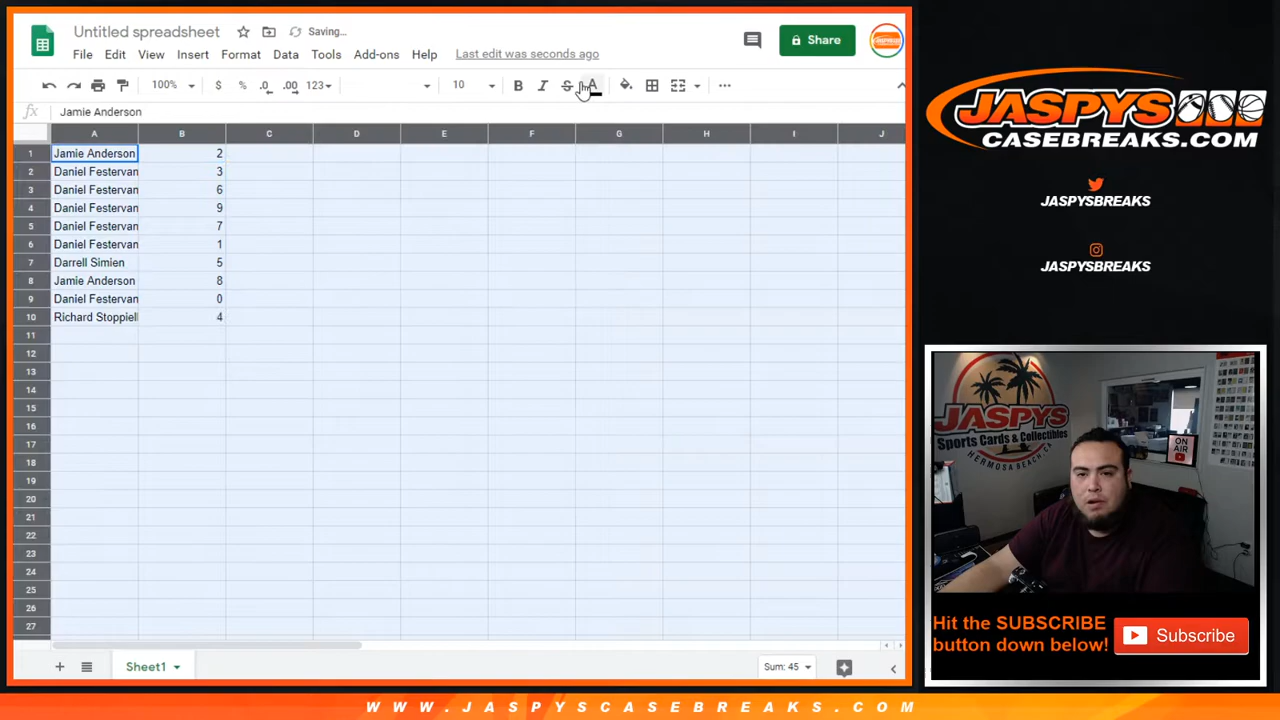 Untitled spreadsheet
Saving...
File Edit View Insert Format Data Tools Add-ons Help Last edit was seconds ago
Share
100% $ % .0 .00 123 10 B I S A
fx Jamie Anderson
A B C D E F G H I J
1 Jamie Anderson 2
2 Daniel Festervan 3
3 Daniel Festervan 6
4 Daniel Festervan 9
5 Daniel Festervan 7
6 Daniel Festervan 1
7 Darrell Simien 5
8 Jamie Anderson 8
9 Daniel Festervan 0
10 Richard Stoppiell 4
11
12
13
14
15
16
17
18
19
20
21
22
23
24
25
26
27
Sheet1
Sum: 45
JASPYS
CASEBREAKS.COM
JASPYSBREAKS
JASPYSBREAKS
JASPYS
Sports Cards & Collectibles
HERMOSA BEACH, CA
ON
AIR
Hit the SUBSCRIBE
button down below!
Subscribe
WWW.JASPYSCASEBREAKS.COM